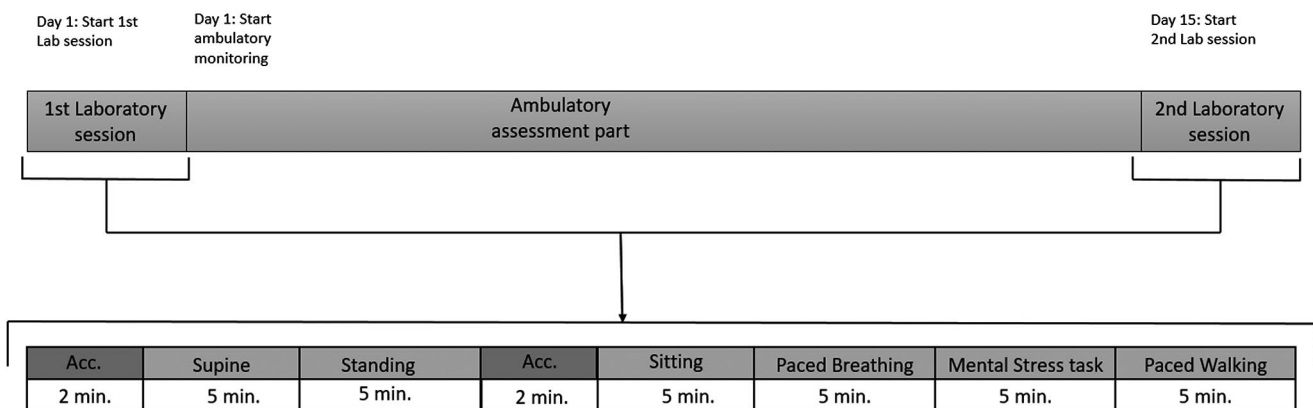 Day 1: Start 1st
Lab session
Day 1: Start
ambulatory
monitoring
Day 15: Start
2nd Lab session
1st Laboratory
session
Ambulatory
assessment part
2nd Laboratory
session
Acc. Supine Standing Acc. Sitting Paced Breathing Mental Stress task Paced Walking
2 min. 5 min. 5 min. 2 min. 5 min. 5 min. 5 min. 5 min.